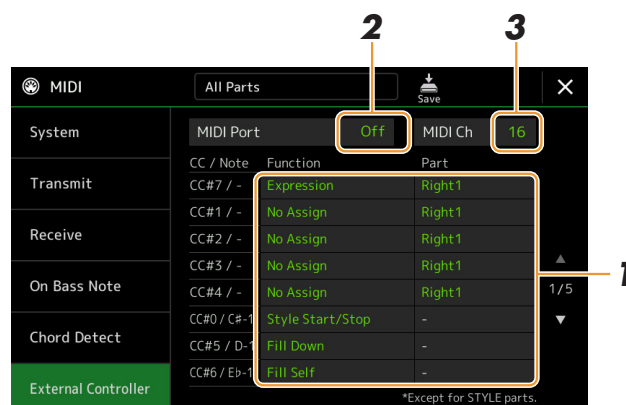 2 3
MIDI All Parts Save ×
System MIDI Port Off MIDI Ch 16
CC / Note Function Part
Transmit CC#7 / - Expression Right1
CC#1 / - No Assign Right1
Receive CC#2 / - No Assign Right1
CC#3 / - No Assign Right1 ▲
On Bass Note CC#4 / - No Assign Right1 1/5
CC#0 / C#-1 Style Start/Stop - ▼
Chord Detect CC#5 / D-1 Fill Down -
CC#6 / E♭-1 Fill Self -
External Controller *Except for STYLE parts.
1